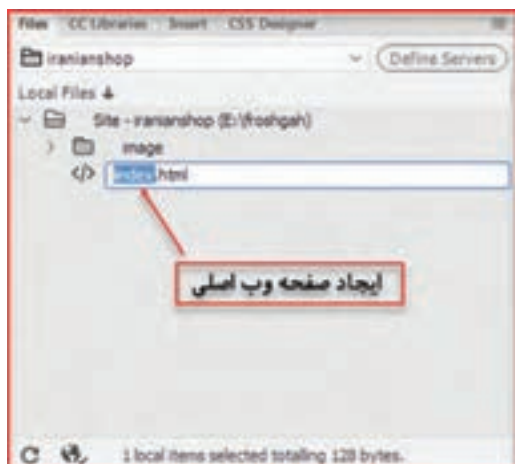 Files CC Libraries Insert CSS Designer
iranianshop Define Servers
Local Files
Site - iranianshop (E:\froshgah)
image
index.html
ایجاد صفحه وب اصلی
1 local items selected totaling 128 bytes.